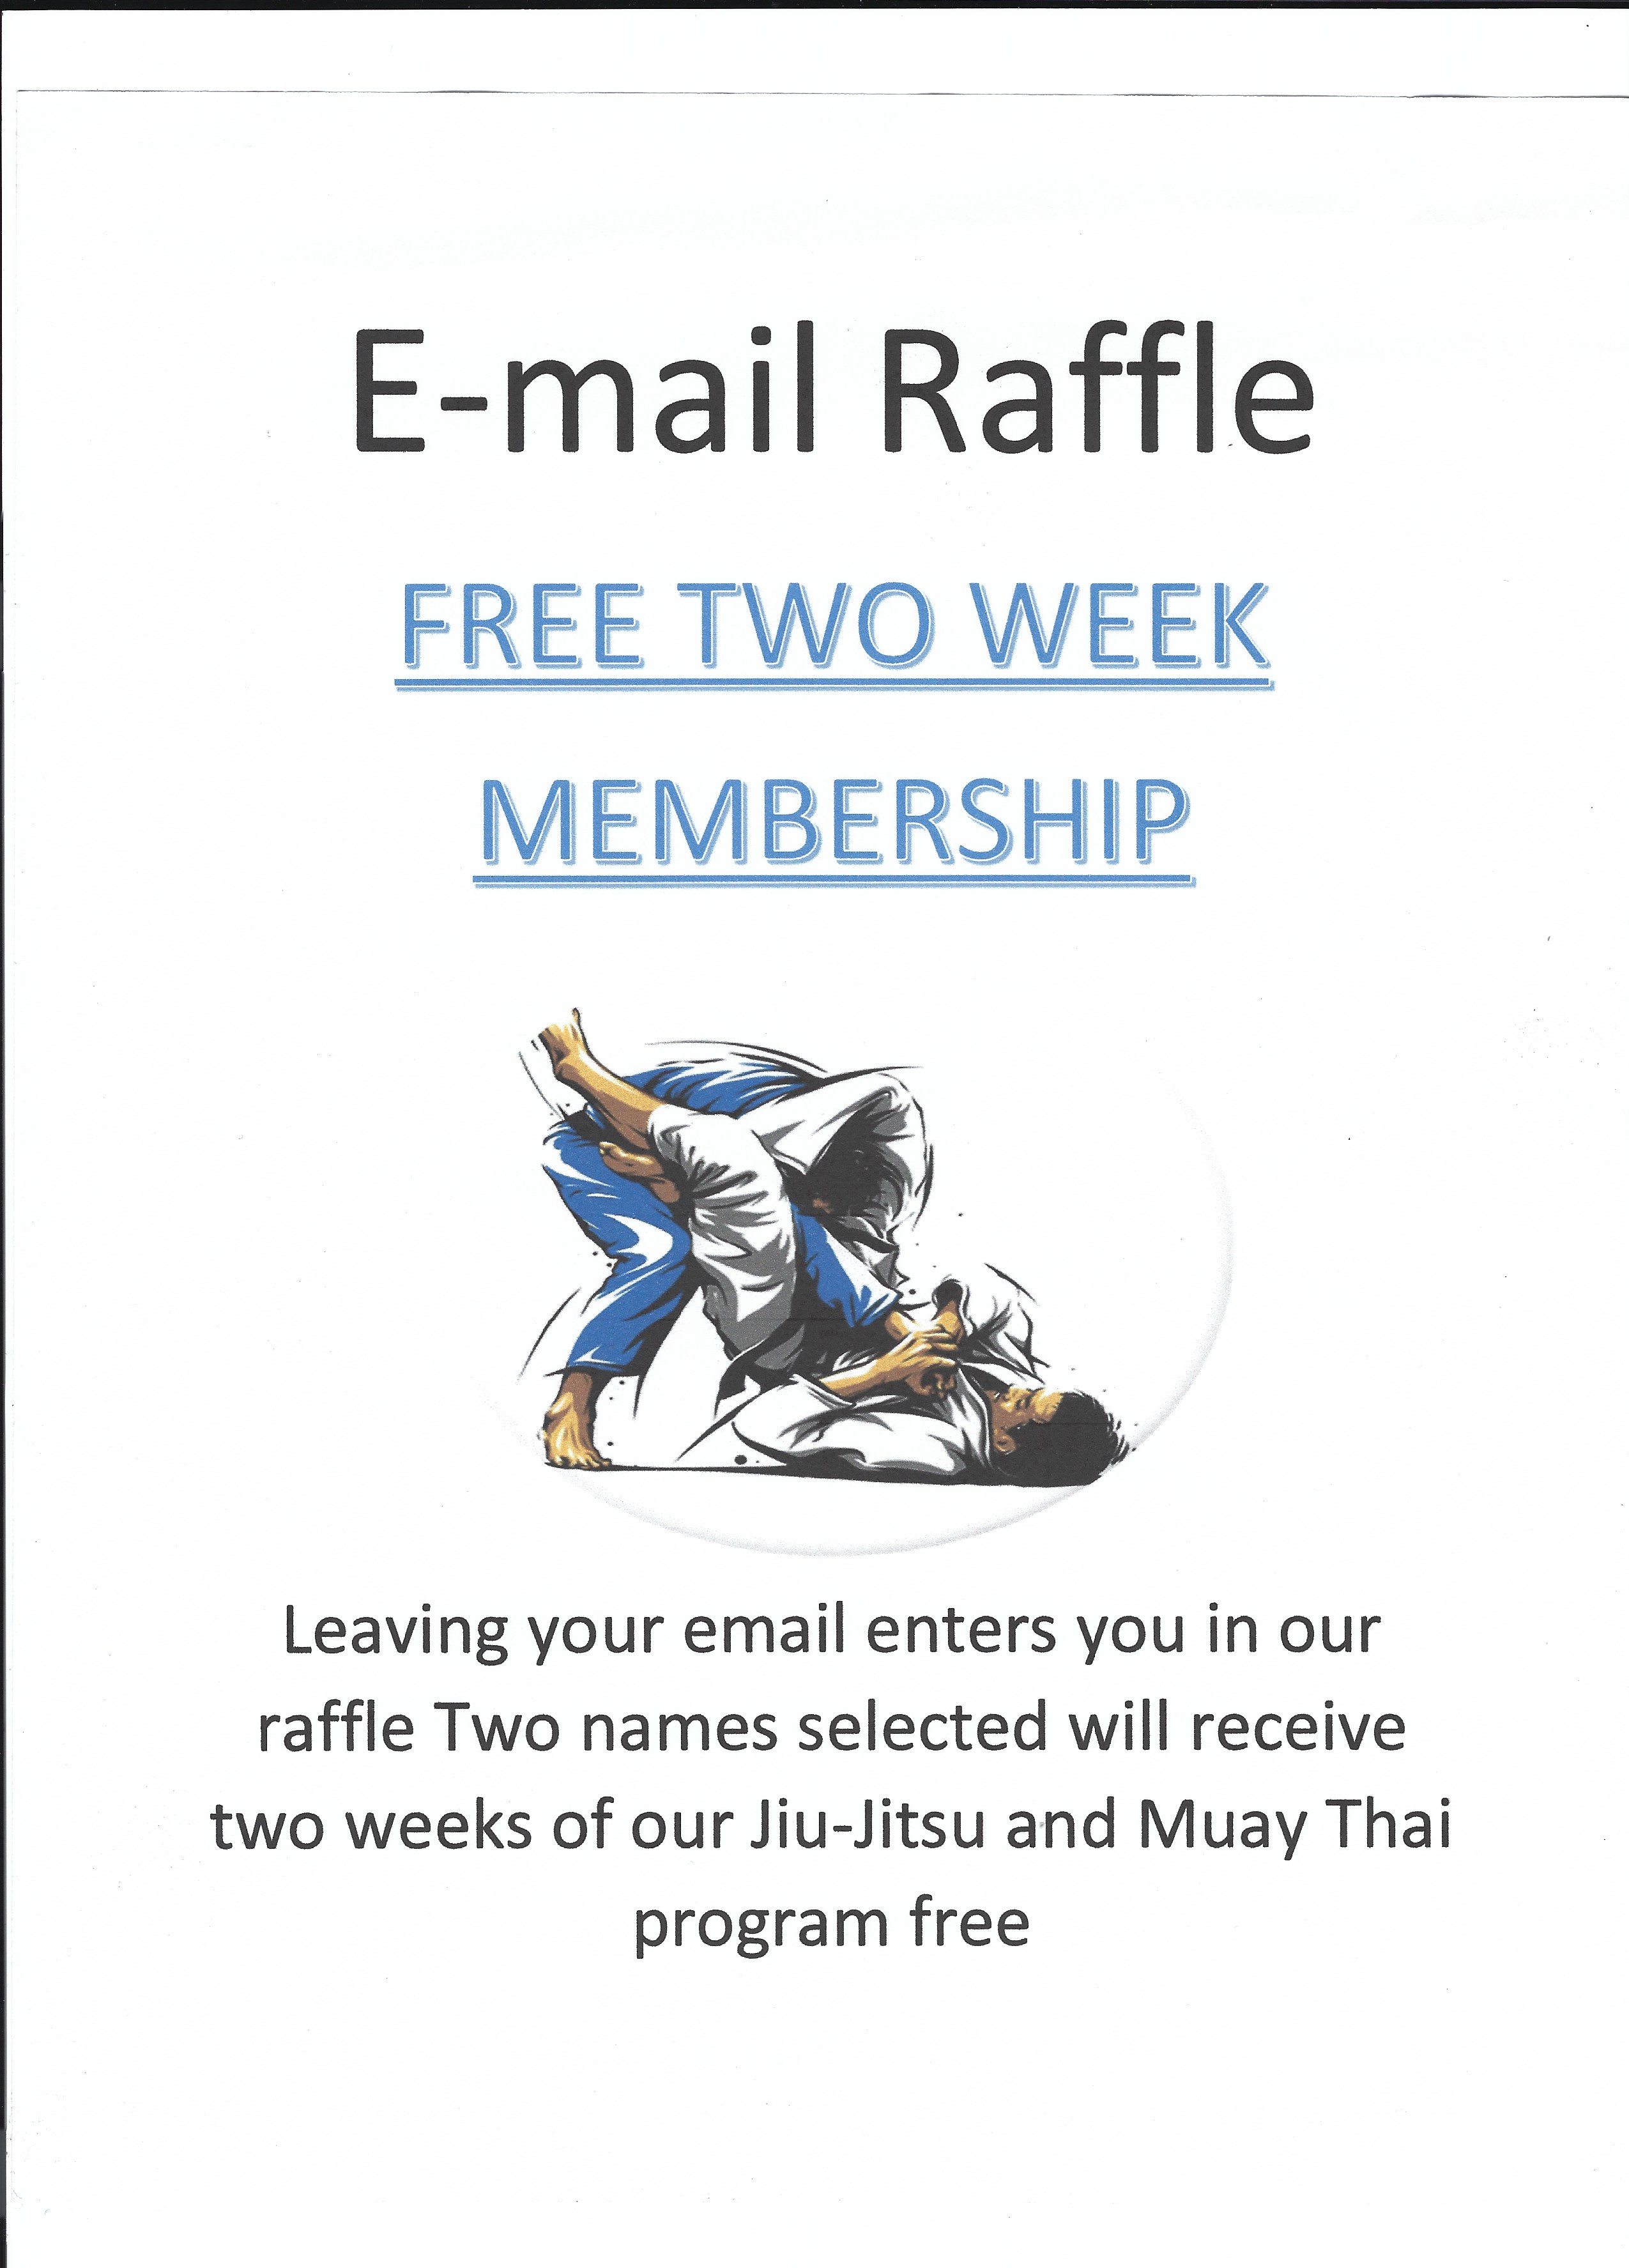 E-mail Raffle
FREE TWO WEEK
MEMBERSHIP
Leaving your email enters you in our
raffle Two names selected will receive
two weeks of our Jiu-Jitsu and Muay Thai
program free